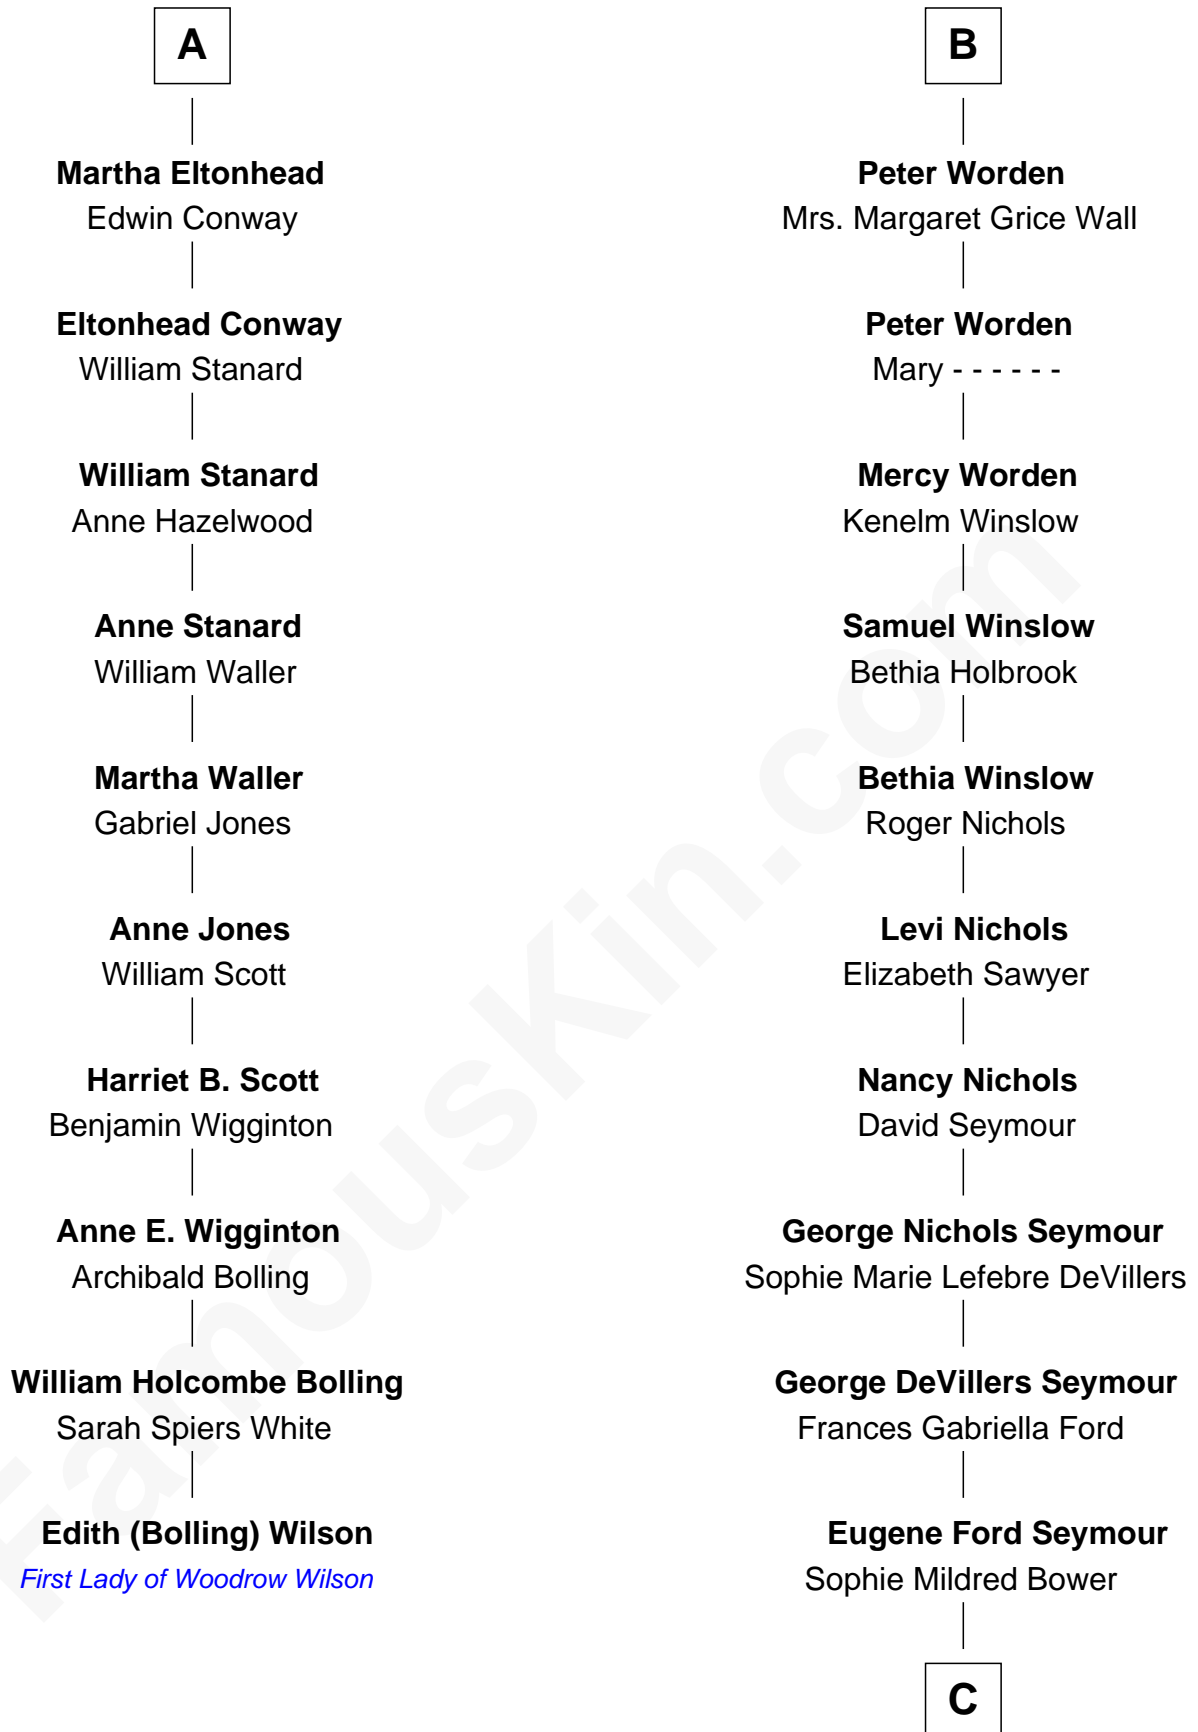 A
Martha Eltonhead
Edwin Conway
Eltonhead Conway
William Stanard
William Stanard
Anne Hazelwood
Anne Stanard
William Waller
Martha Waller
Gabriel Jones
Anne Jones
William Scott
Harriet B. Scott
Benjamin Wigginton
Anne E. Wigginton
Archibald Bolling
William Holcombe Bolling
Sarah Spiers White
Edith (Bolling) Wilson
First Lady of Woodrow Wilson
B
Peter Worden
Mrs. Margaret Grice Wall
Peter Worden
Mary - - - - - -
Mercy Worden
Kenelm Winslow
Samuel Winslow
Bethia Holbrook
Bethia Winslow
Roger Nichols
Levi Nichols
Elizabeth Sawyer
Nancy Nichols
David Seymour
George Nichols Seymour
Sophie Marie Lefebre DeVillers
George DeVillers Seymour
Frances Gabriella Ford
Eugene Ford Seymour
Sophie Mildred Bower
C
FamousKin.com